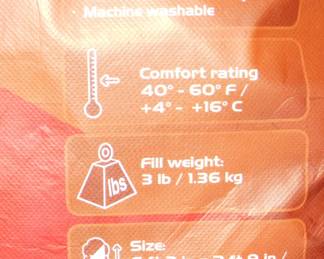 · Machine washable
Comfort rating
40° - 60° F /
+4° - +16° C
lbs
Fill weight:
3 lb / 1.36 kg
Size: